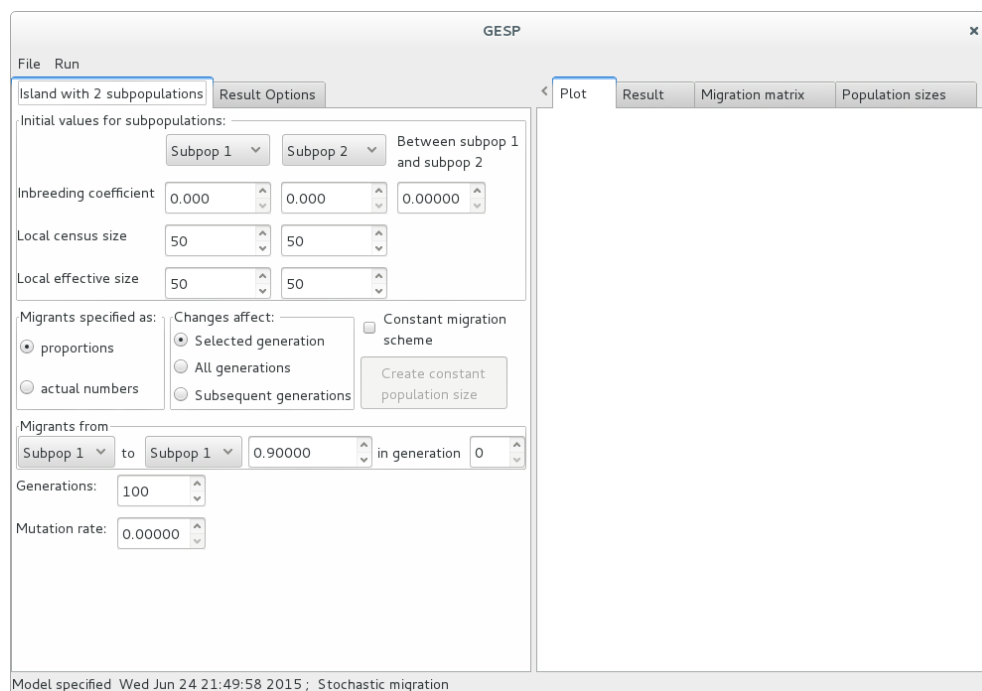 GESP
File Run
Island with 2 subpopulations Result Options Plot Result Migration matrix Population sizes
Initial values for subpopulations:
Subpop 1 Subpop 2 Between subpop 1
and subpop 2
Inbreeding coefficient 0.000 0.000 0.00000
Local census size 50 50
Local effective size 50 50
Migrants specified as: Changes affect: Constant migration
scheme
proportions Selected generation
All generations Create constant
population size
actual numbers Subsequent generations
Migrants from
Subpop 1 to Subpop 1 0.90000 in generation 0
Generations: 100
Mutation rate: 0.00000
Model specified Wed Jun 24 21:49:58 2015 ; Stochastic migration